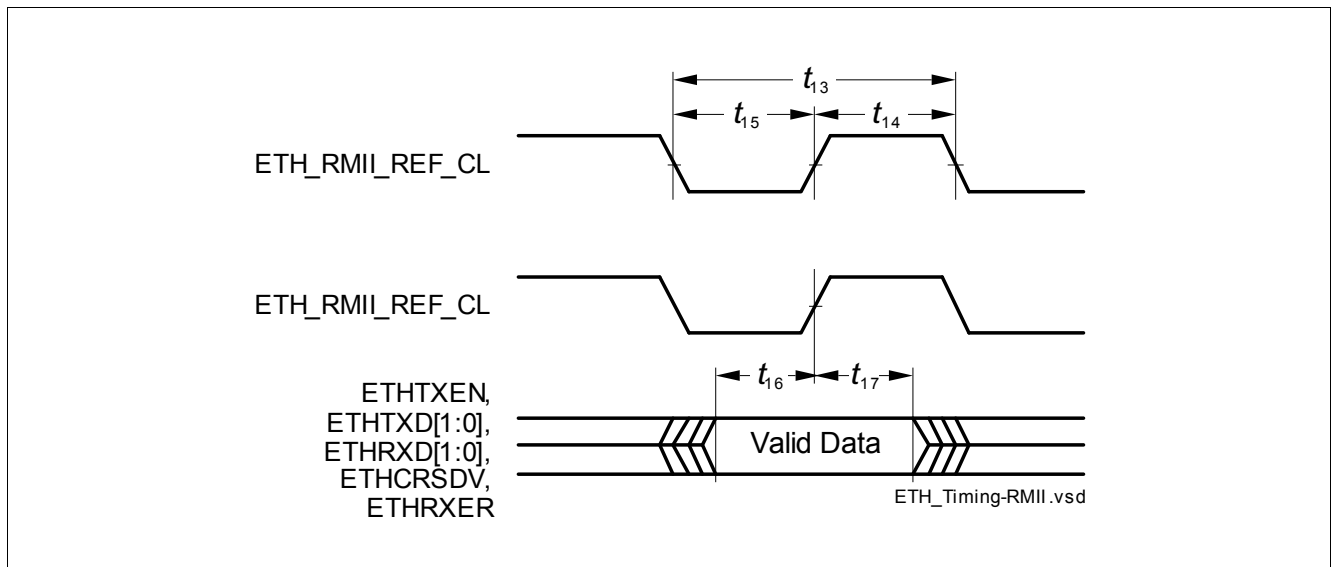 t13
t15
t14
ETH_RMII_REF_CL
ETH_RMII_REF_CL
t16
t17
ETHTXEN,
ETHTXD[1:0],
ETHRXD[1:0],
ETHCRSDV,
ETHRXER
Valid Data
ETH_Timing-RMII.vsd